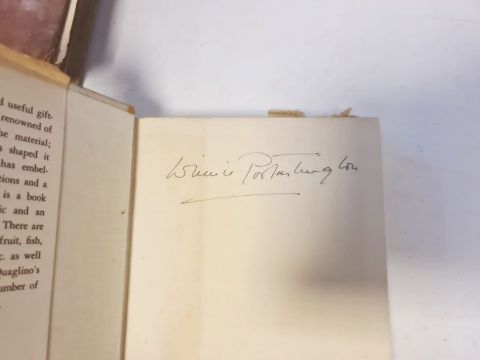 d useful gift-
renowned of
he material;
s shaped it
has embel-
tions and a
is a book
ic and an
There are
fruit, fish,
c. as well
Quaglino's
umber of
Winnie Portarlington